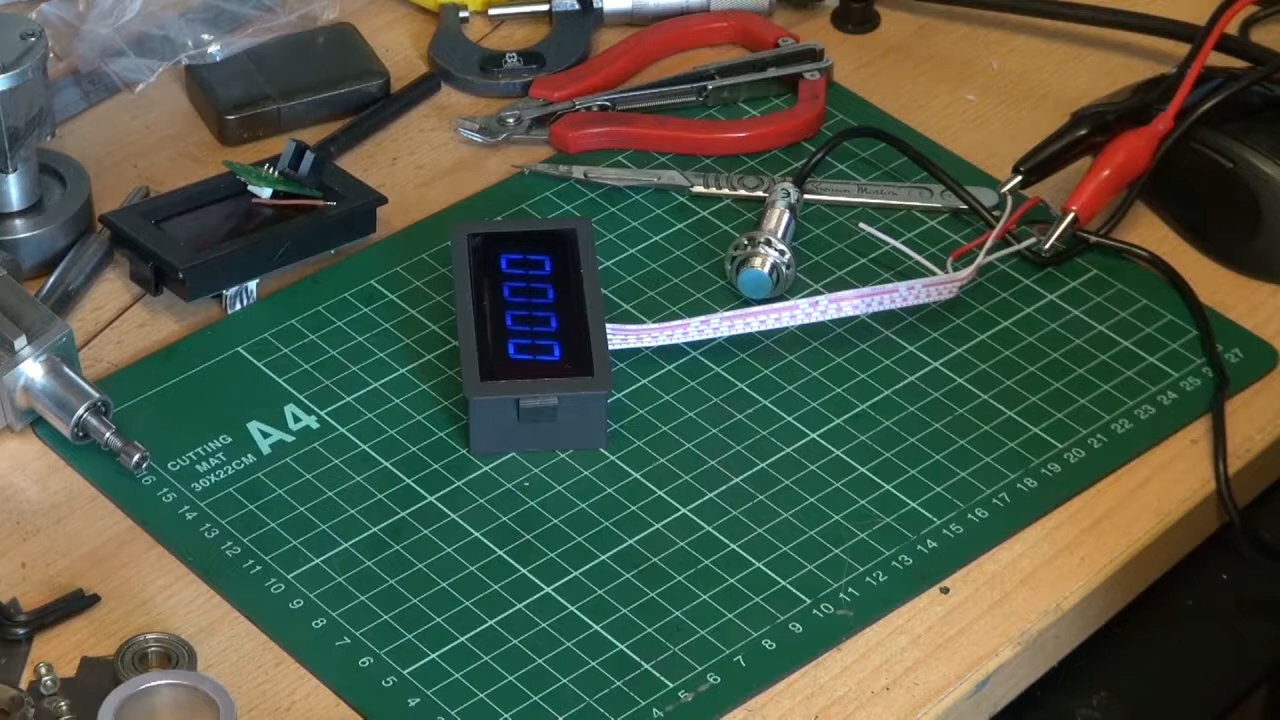 0000
CUTTING
MAT
30X22CM
A4
16 15 14 13 12 11 10 9 8 7 6 5 4
4 5 6 7 8 9 10 11 12 13 14 15 16 17 18 19 20 21 22 23 24 25 26 27